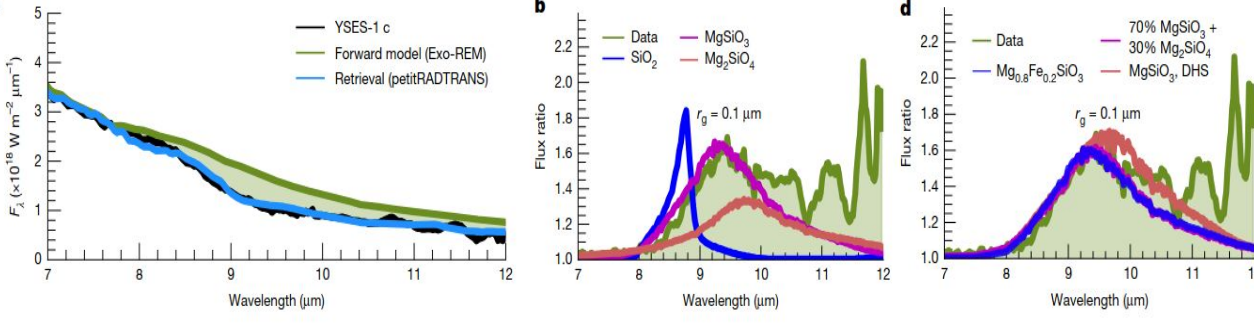 5
4
3
2
1
0
F_λ (×10^18 W m^−2 μm^−1)
YSES-1 c
Forward model (Exo-REM)
Retrieval (petitRADTRANS)
7 8 9 10 11 12
Wavelength (μm)
b
2.2
2.0
1.8
1.6
1.4
1.2
1.0
Flux ratio
Data
SiO₂
MgSiO₃
Mg₂SiO₄
r_g = 0.1 μm
7 8 9 10 11 12
Wavelength (μm)
d
2.2
2.0
1.8
1.6
1.4
1.2
1.0
Flux ratio
Data
Mg₀.₈Fe₀.₂SiO₃
70% MgSiO₃ +
30% Mg₂SiO₄
MgSiO₃, DHS
r_g = 0.1 μm
7 8 9 10 11 12
Wavelength (μm)